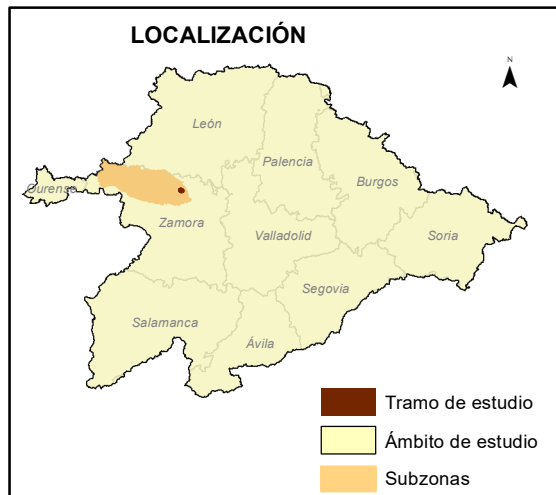 LOCALIZACIÓN
N
León
Palencia
Burgos
Ourense
Zamora
Valladolid
Soria
Segovia
Salamanca
Ávila
Tramo de estudio
Ámbito de estudio
Subzonas